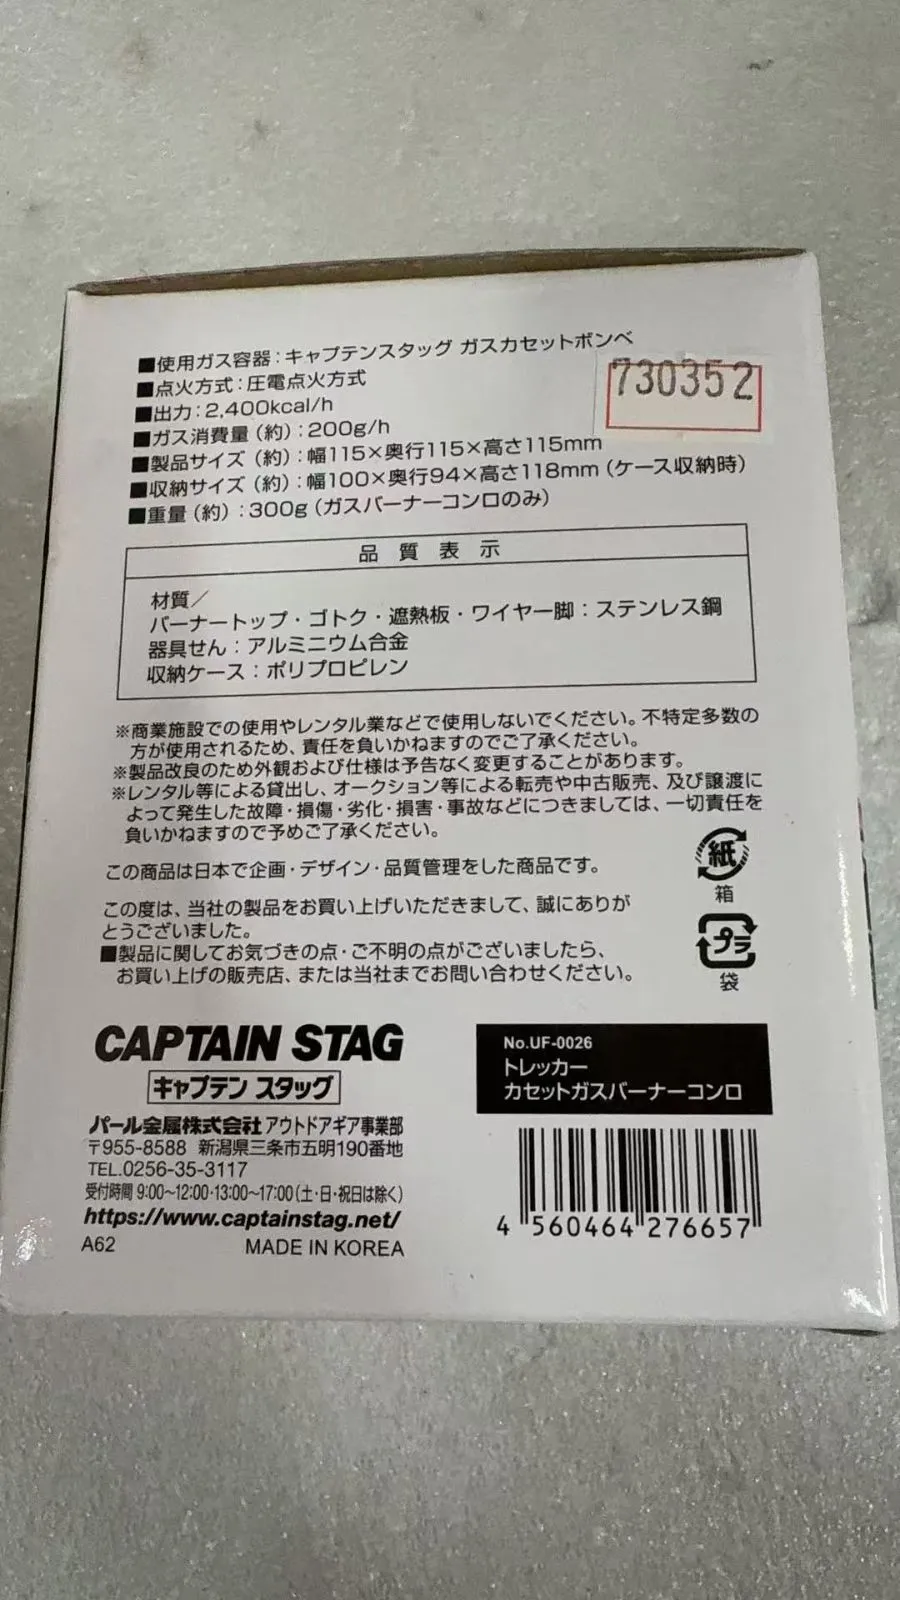 ■使用ガス容器：キャプテンスタッグ ガスカセットボンベ
■点火方式：圧電点火方式
■出力：2,400kcal/h
■ガス消費量（約）：200g/h
■製品サイズ（約）：幅115×奥行115×高さ115mm
■収納サイズ（約）：幅100×奥行94×高さ118mm（ケース収納時）
■重量（約）：300g（ガスバーナーコンロのみ）
730352
品質表示
材質／
バーナートップ・ゴトク・遮熱板・ワイヤー脚：ステンレス鋼
器具せん：アルミニウム合金
収納ケース：ポリプロピレン
※商業施設での使用やレンタル業などで使用しないでください。不特定多数の
方が使用されるため、責任を負いかねますのでご了承ください。
※製品改良のため外観および仕様は予告なく変更することがあります。
※レンタル等による貸出し、オークション等による転売や中古販売、及び譲渡に
よって発生した故障・損傷・劣化・損害・事故などにつきましては、一切責任を
負いかねますので予めご了承ください。
この商品は日本で企画・デザイン・品質管理をした商品です。
この度は、当社の製品をお買い上げいただきまして、誠にありが
とうございました。
■製品に関してお気づきの点・ご不明の点がございましたら、
お買い上げの販売店、または当社までお問い合わせください。
紙
箱
プラ
袋
CAPTAIN STAG
キャプテン スタッグ
パール金属株式会社 アウトドアギア事業部
〒955-8588 新潟県三条市五明190番地
TEL.0256-35-3117
受付時間 9:00〜12:00・13:00〜17:00（土・日・祝日は除く）
https://www.captainstag.net/
A62 MADE IN KOREA
No.UF-0026
トレッカー
カセットガスバーナーコンロ
4 560464 276657